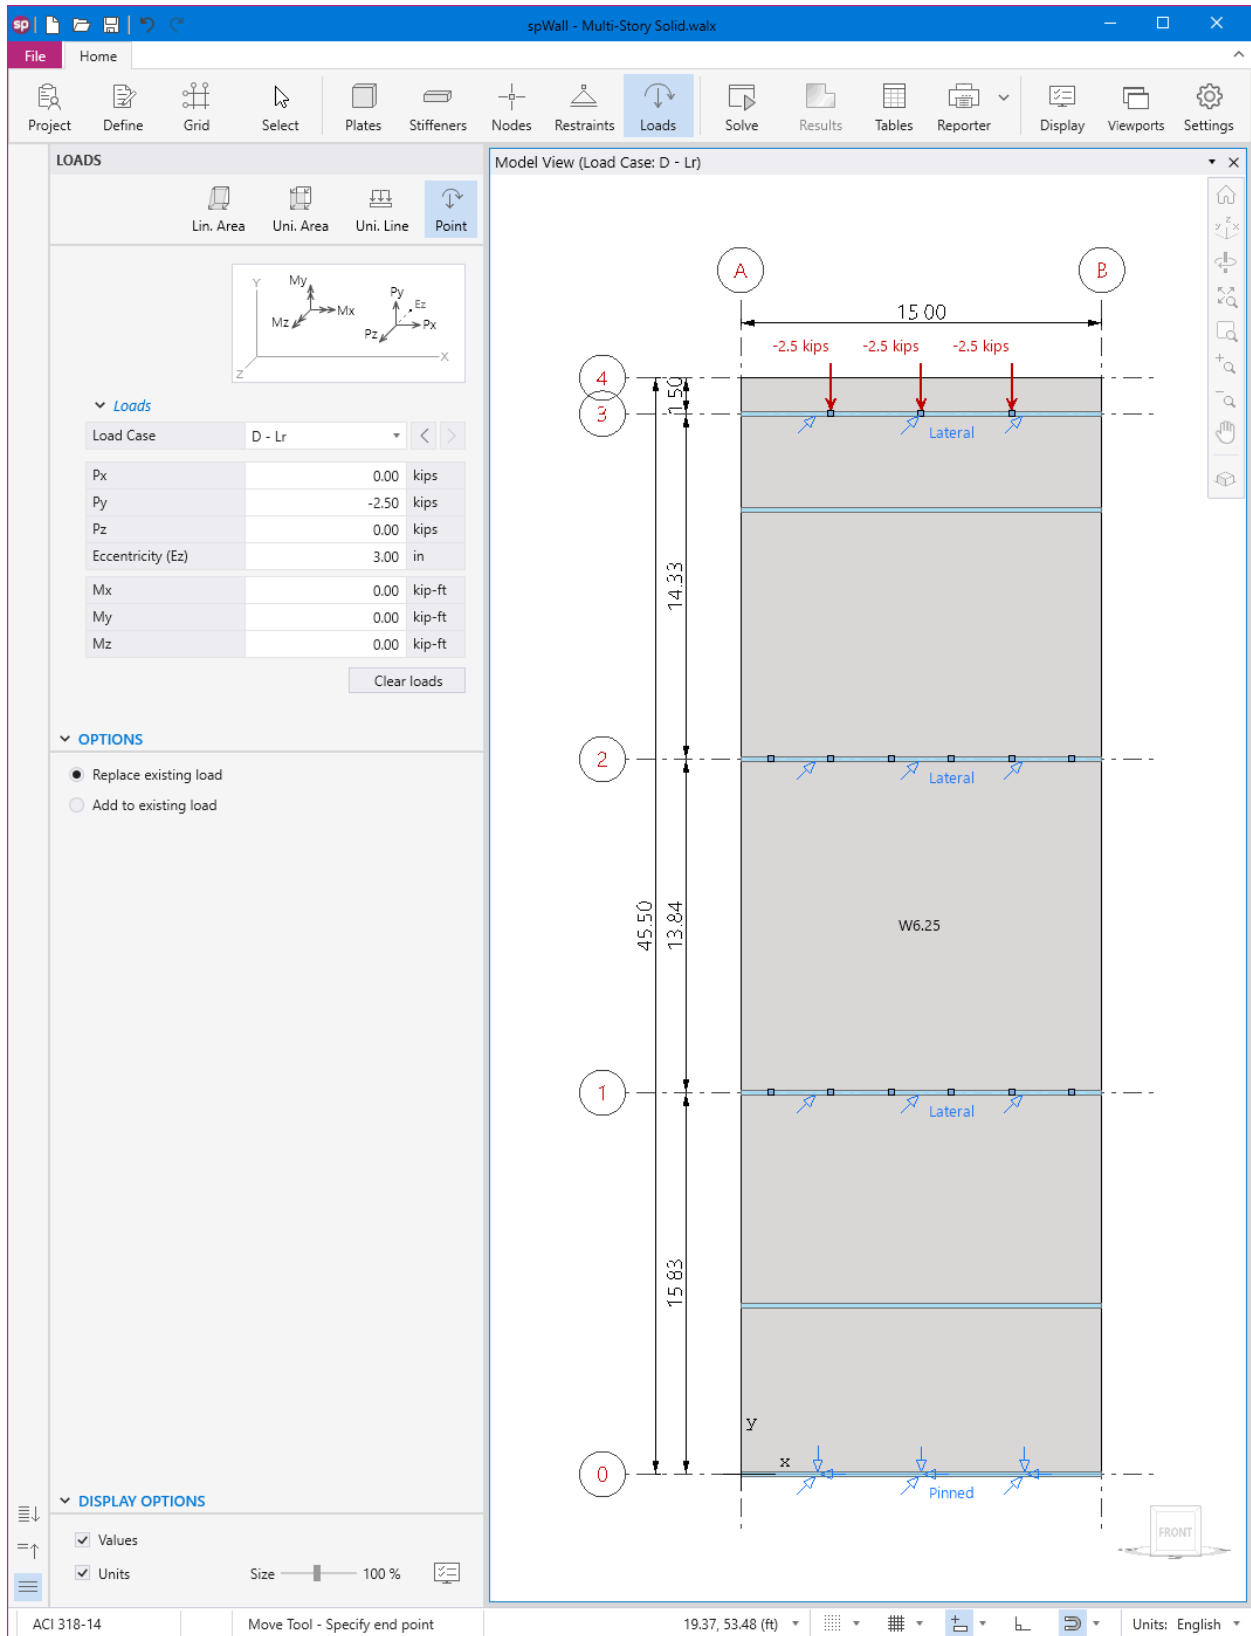 sp
spWall - Multi-Story Solid.walx
File Home
Project Define Grid Select Plates Stiffeners Nodes Restraints Loads Solve Results Tables Reporter Display Viewports Settings
LOADS
Lin. Area Uni. Area Uni. Line Point
Y My Mx Mz Py Ez Px Pz X Z
Loads
Load Case D - Lr
Px 0.00 kips
Py -2.50 kips
Pz 0.00 kips
Eccentricity (Ez) 3.00 in
Mx 0.00 kip-ft
My 0.00 kip-ft
Mz 0.00 kip-ft
Clear loads
OPTIONS
Replace existing load
Add to existing load
DISPLAY OPTIONS
Values
Units Size 100 %
Model View (Load Case: D - Lr)
A B
15.00
-2.5 kips -2.5 kips -2.5 kips
4
1.50
3
Lateral
14.33
2
Lateral
45.50
13.84
W6.25
1
Lateral
15.83
y
x
0
Pinned
FRONT
y z x
ACI 318-14 Move Tool - Specify end point 19.37, 53.48 (ft) Units: English